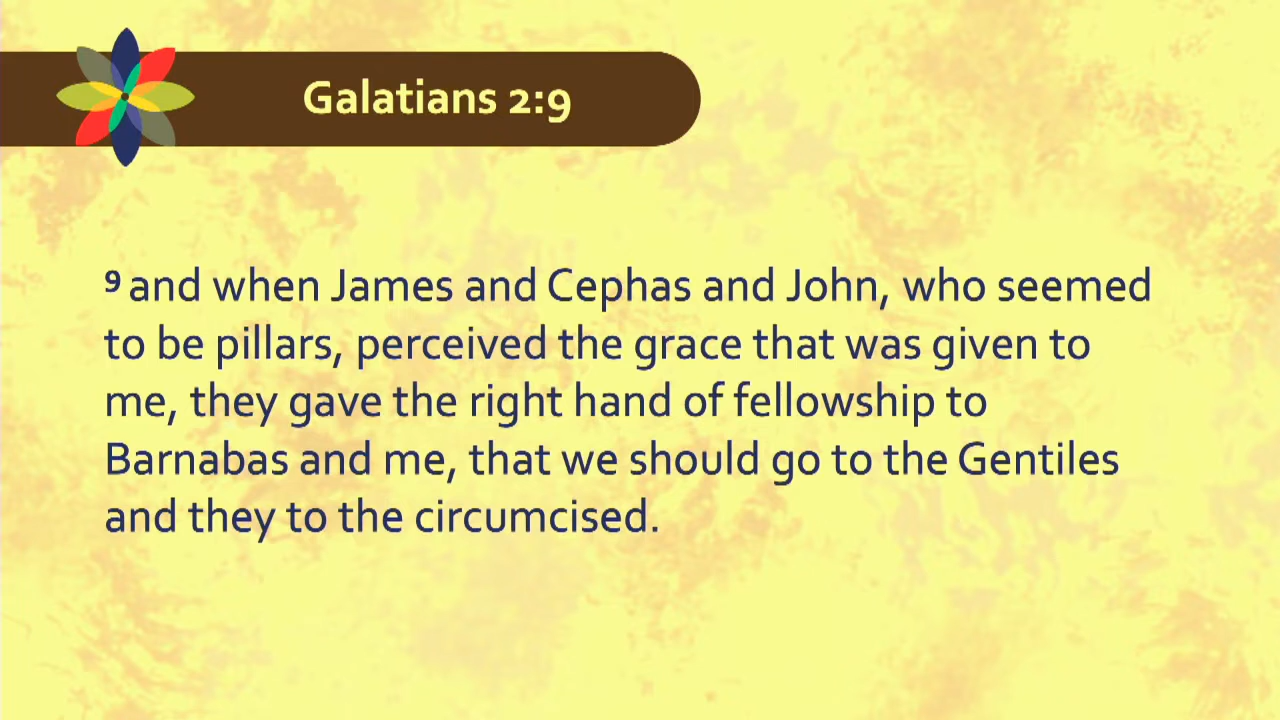 Galatians 2:9
9 and when James and Cephas and John, who seemed
to be pillars, perceived the grace that was given to
me, they gave the right hand of fellowship to
Barnabas and me, that we should go to the Gentiles
and they to the circumcised.